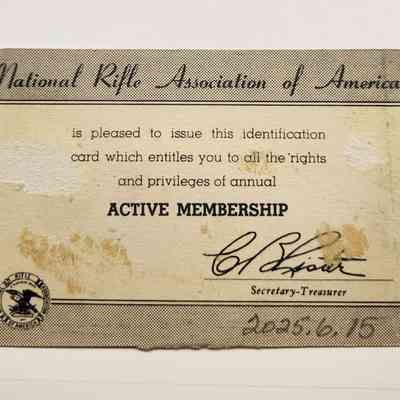 National Rifle Association of America
is pleased to issue this identification
card which entitles you to all the rights
and privileges of annual
ACTIVE MEMBERSHIP
Secretary-Treasurer
2025.6.15